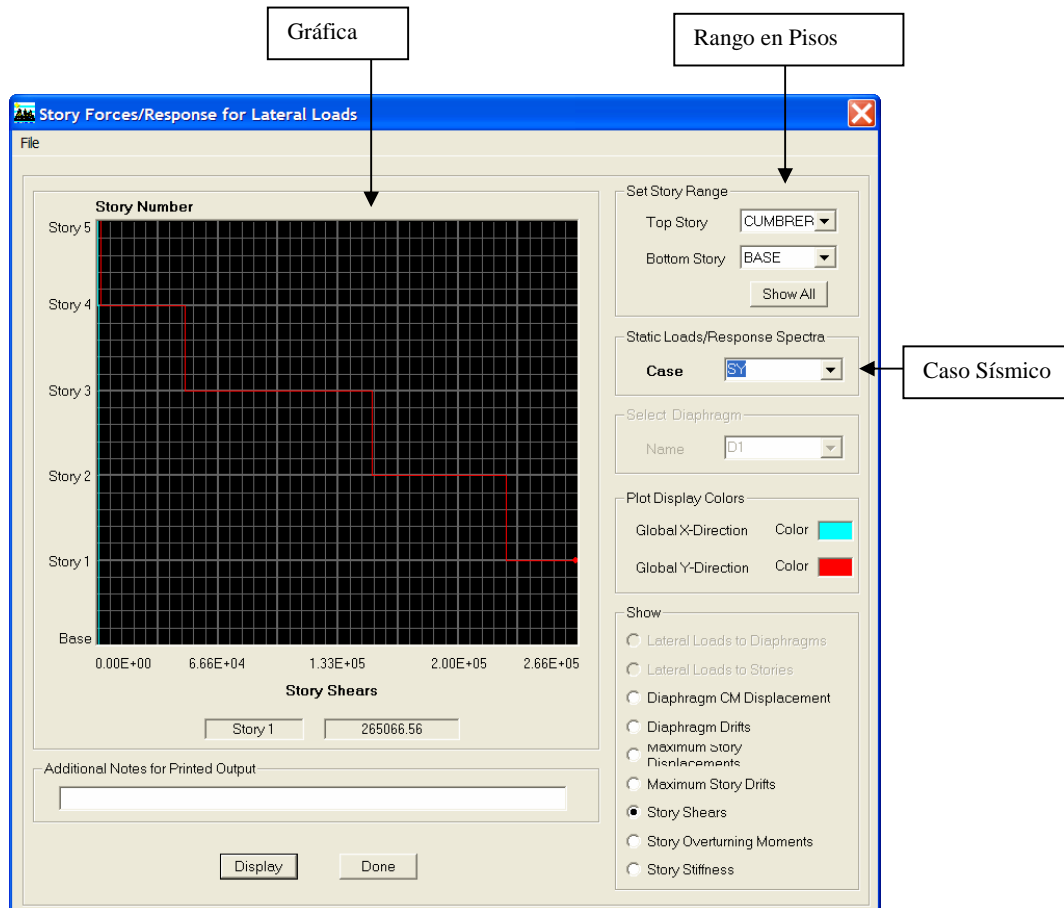 Gráfica
Rango en Pisos
Story Forces/Response for Lateral Loads
File
Story Number
Story 5
Story 4
Story 3
Story 2
Story 1
Base
0.00E+00 6.66E+04 1.33E+05 2.00E+05 2.66E+05
Story Shears
Story 1 265066.56
Additional Notes for Printed Output
Display Done
Set Story Range
Top Story CUMBRER
Bottom Story BASE
Show All
Static Loads/Response Spectra
Case SY
Caso Sísmico
Select Diaphragm
Name D1
Plot Display Colors
Global X-Direction Color
Global Y-Direction Color
Show
Lateral Loads to Diaphragms
Lateral Loads to Stories
Diaphragm CM Displacement
Diaphragm Drifts
Maximum Story
Displacements
Maximum Story Drifts
Story Shears
Story Overturning Moments
Story Stiffness